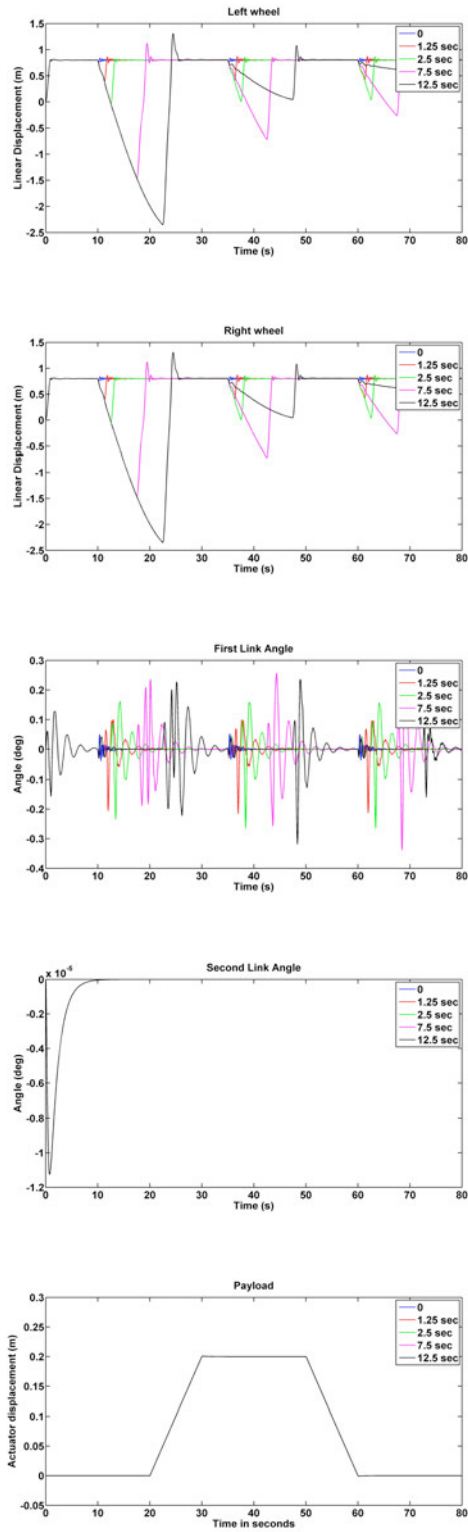 Left wheel
1.5
1
0.5
0
-0.5
-1
-1.5
-2
-2.5
Linear Displacement (m)
0
1.25 sec
2.5 sec
7.5 sec
12.5 sec
0 10 20 30 40 50 60 70 80
Time (s)
Right wheel
1.5
1
0.5
0
-0.5
-1
-1.5
-2
-2.5
Linear Displacement (m)
0
1.25 sec
2.5 sec
7.5 sec
12.5 sec
0 10 20 30 40 50 60 70 80
Time (s)
First Link Angle
0.3
0.2
0.1
0
-0.1
-0.2
-0.3
-0.4
Angle (deg)
0
1.25 sec
2.5 sec
7.5 sec
12.5 sec
0 10 20 30 40 50 60 70 80
Time (s)
Second Link Angle
0
-0.2
-0.4
-0.6
-0.8
-1
-1.2
Angle (deg)
0
1.25 sec
2.5 sec
7.5 sec
12.5 sec
0 10 20 30 40 50 60 70 80
Time (s)
Payload
0.3
0.25
0.2
0.15
0.1
0.05
0
-0.05
Actuator displacement (m)
0
1.25 sec
2.5 sec
7.5 sec
12.5 sec
0 10 20 30 40 50 60 70 80
Time in seconds